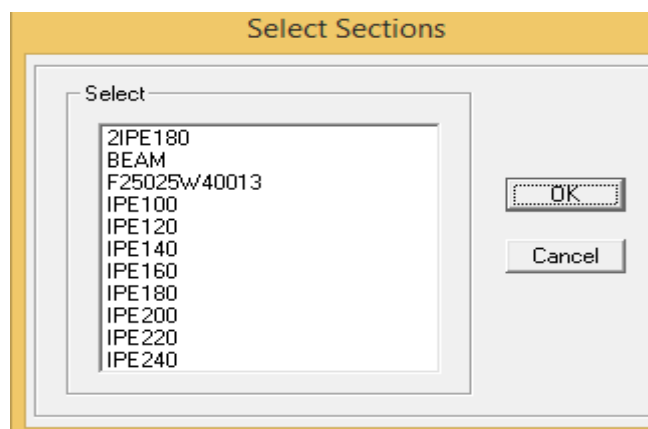 Select Sections
Select
2IPE180
BEAM
F25025W40013
IPE100
IPE120
IPE140
IPE160
IPE180
IPE200
IPE220
IPE240
OK
Cancel